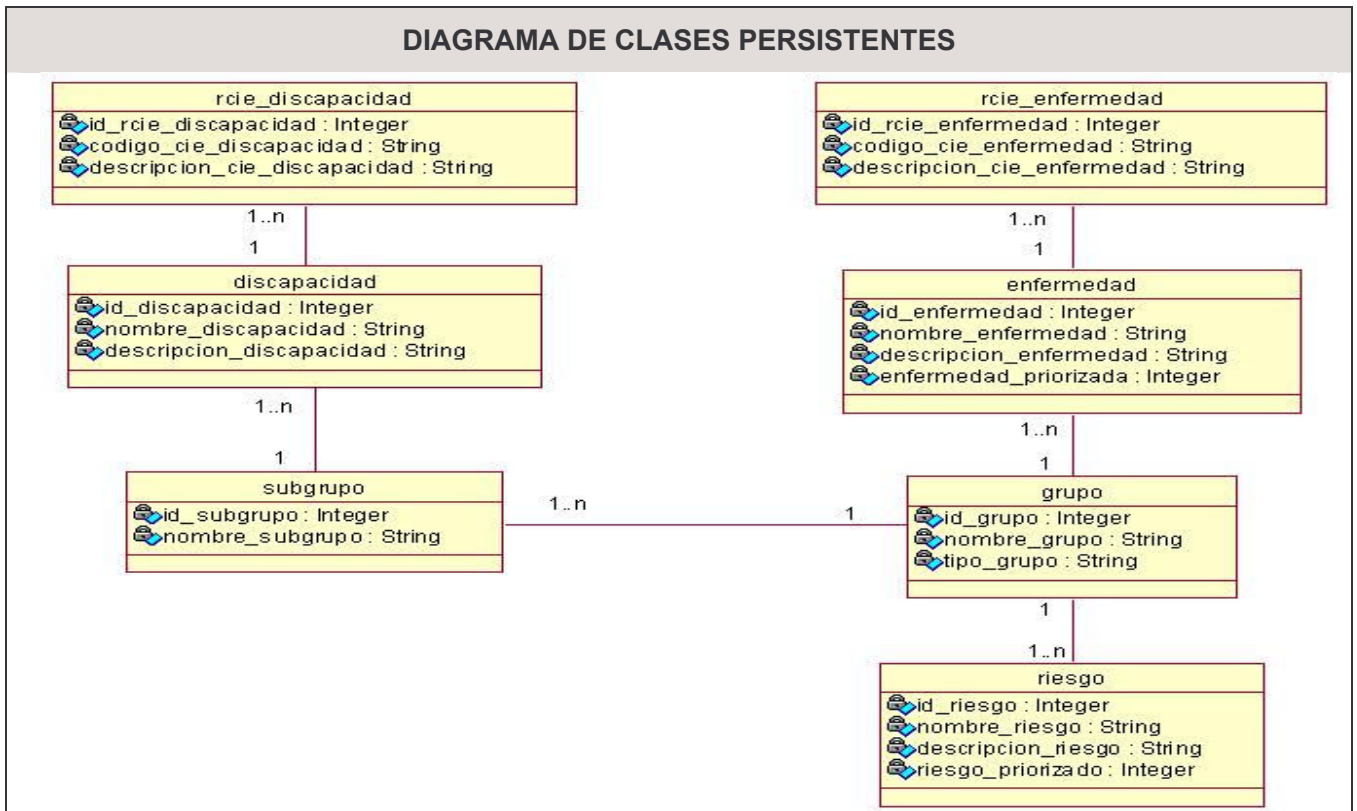 DIAGRAMA DE CLASES PERSISTENTES
rcie_discapacidad
id_rcie_discapacidad : Integer
codigo_cie_discapacidad : String
descripcion_cie_discapacidad : String
1..n
1
discapacidad
id_discapacidad : Integer
nombre_discapacidad : String
descripcion_discapacidad : String
1..n
1
subgrupo
id_subgrupo : Integer
nombre_subgrupo : String
1..n
1
rcie_enfermedad
id_rcie_enfermedad : Integer
codigo_cie_enfermedad : String
descripcion_cie_enfermedad : String
1..n
1
enfermedad
id_enfermedad : Integer
nombre_enfermedad : String
descripcion_enfermedad : String
enfermedad_priorizada : Integer
1..n
1
grupo
id_grupo : Integer
nombre_grupo : String
tipo_grupo : String
1
1..n
riesgo
id_riesgo : Integer
nombre_riesgo : String
descripcion_riesgo : String
riesgo_priorizado : Integer